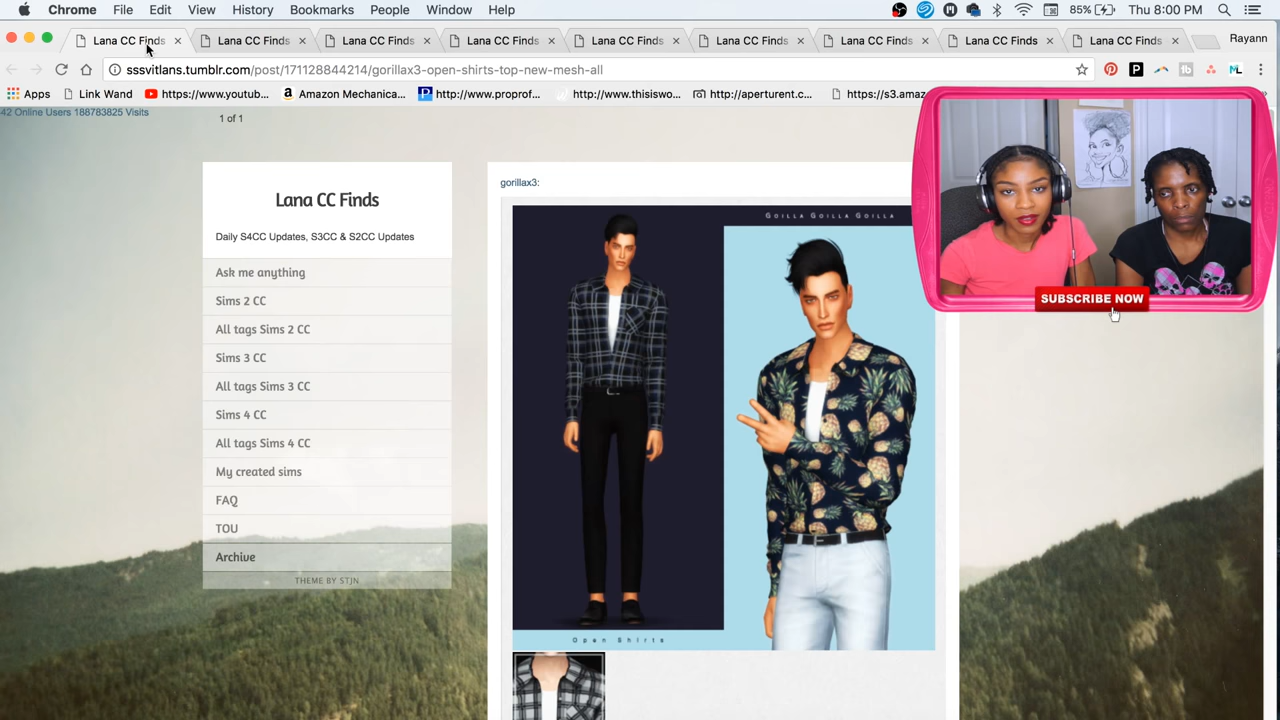 Chrome File Edit View History Bookmarks People Window Help 85% Thu 8:00 PM
Lana CC Finds Lana CC Finds Lana CC Finds Lana CC Finds Lana CC Finds Lana CC Finds Lana CC Finds Lana CC Finds Lana CC Finds Rayann
sssvitlans.tumblr.com/post/171128844214/gorillax3-open-shirts-top-new-mesh-all
Apps Link Wand https://www.youtub... Amazon Mechanica... http://www.proprof... http://www.thisiswo... http://aperturent.c... https://s3.amaz
42 Online Users 188783825 Visits
1 of 1
Lana CC Finds
Daily S4CC Updates, S3CC & S2CC Updates
Ask me anything
Sims 2 CC
All tags Sims 2 CC
Sims 3 CC
All tags Sims 3 CC
Sims 4 CC
All tags Sims 4 CC
My created sims
FAQ
TOU
Archive
THEME BY STJN
gorillax3:
GOILLA GOILLA GOILLA
Open Shirts
SUBSCRIBE NOW